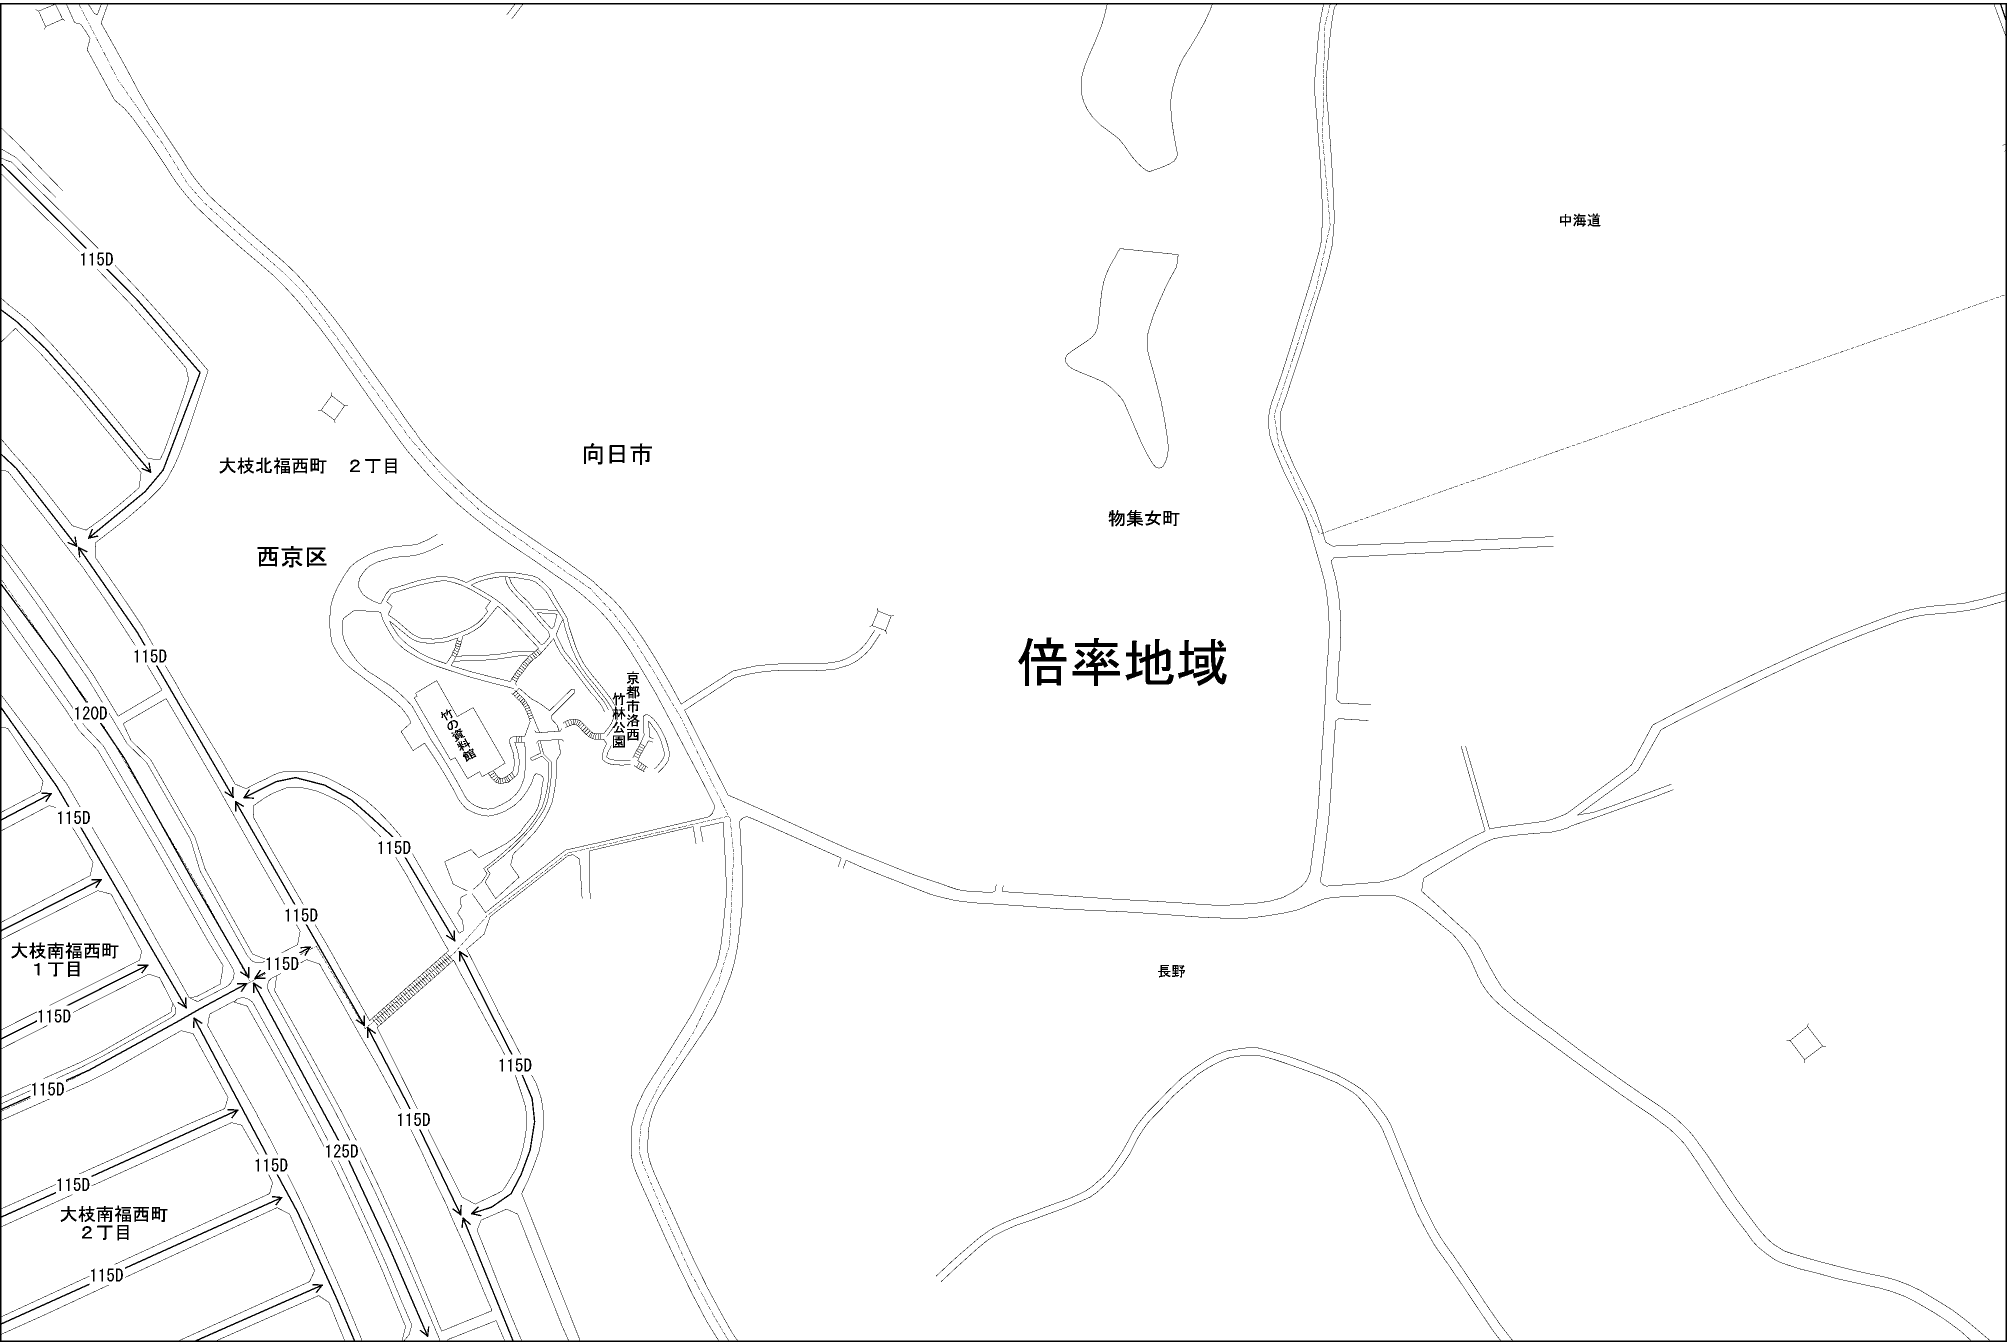 中海道
115D
向日市
大枝北福西町　２丁目
物集女町
西京区
倍率地域
115D
京都市洛西
竹林公園
竹の資料館
120D
115D
115D
115D
大枝南福西町
１丁目
115D
長野
115D
115D
115D
115D
125D
115D
115D
大枝南福西町
２丁目
115D